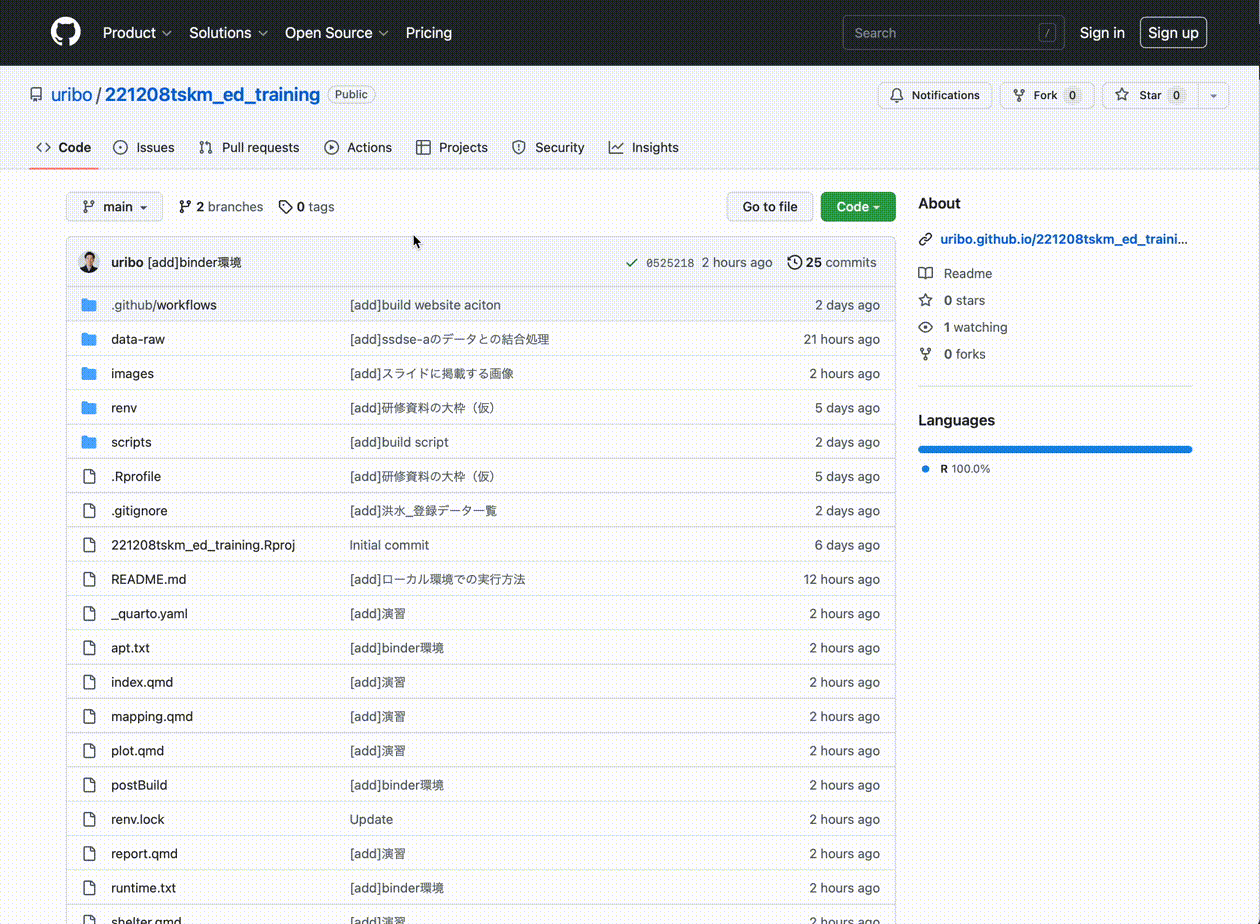 Product Solutions Open Source Pricing Search / Sign in Sign up
uribo / 221208tskm_ed_training Public Notifications Fork 0 Star 0
Code Issues Pull requests Actions Projects Security Insights
main 2 branches 0 tags Go to file Code
About
uribo.github.io/221208tskm_ed_traini...
Readme
0 stars
1 watching
0 forks
Languages
R 100.0%
uribo [add]binder環境 0525218 2 hours ago 25 commits
.github/workflows [add]build website aciton 2 days ago
data-raw [add]ssdse-aのデータとの結合処理 21 hours ago
images [add]スライドに掲載する画像 2 hours ago
renv [add]研修資料の大枠（仮） 5 days ago
scripts [add]build script 2 days ago
.Rprofile [add]研修資料の大枠（仮） 5 days ago
.gitignore [add]洪水_登録データ一覧 2 days ago
221208tskm_ed_training.Rproj Initial commit 6 days ago
README.md [add]ローカル環境での実行方法 12 hours ago
_quarto.yaml [add]演習 2 hours ago
apt.txt [add]binder環境 2 hours ago
index.qmd [add]演習 2 hours ago
mapping.qmd [add]演習 2 hours ago
plot.qmd [add]演習 2 hours ago
postBuild [add]binder環境 2 hours ago
renv.lock Update 2 hours ago
report.qmd [add]演習 2 hours ago
runtime.txt [add]binder環境 2 hours ago
shelter.qmd [add]演習 2 hours ago